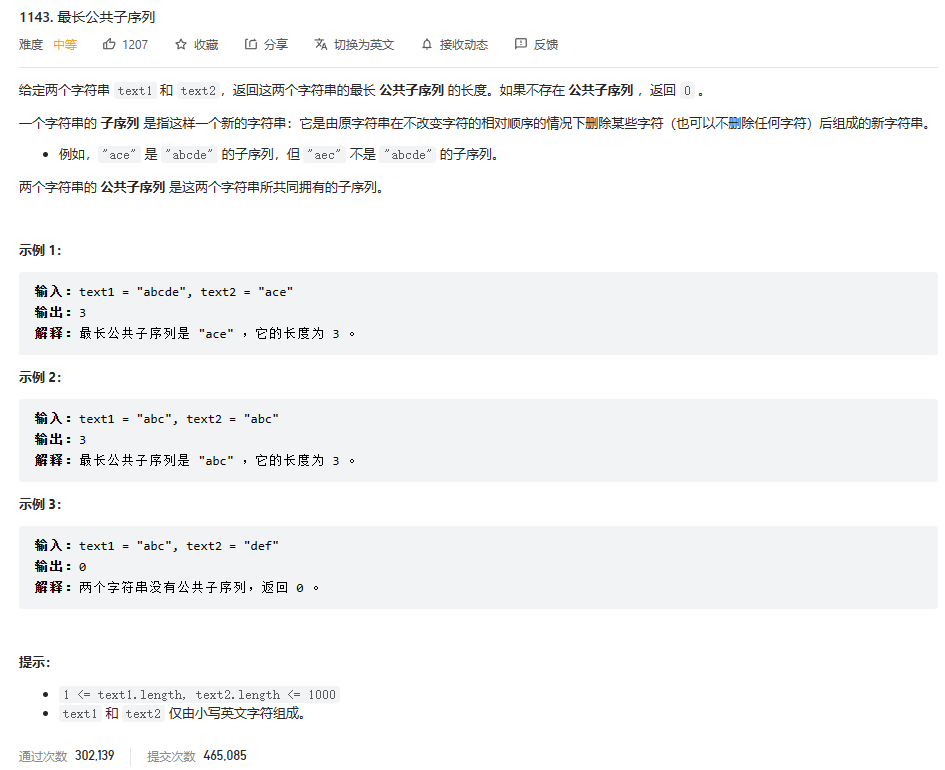 1143. 最长公共子序列
难度 中等 1207 收藏 分享 切换为英文 接收动态 反馈
给定两个字符串 text1 和 text2，返回这两个字符串的最长 公共子序列 的长度。如果不存在 公共子序列 ，返回 0 。
一个字符串的 子序列 是指这样一个新的字符串：它是由原字符串在不改变字符的相对顺序的情况下删除某些字符（也可以不删除任何字符）后组成的新字符串。
• 例如，"ace" 是 "abcde" 的子序列，但 "aec" 不是 "abcde" 的子序列。
两个字符串的 公共子序列 是这两个字符串所共同拥有的子序列。
示例 1：
输入：text1 = "abcde", text2 = "ace"
输出：3
解释：最长公共子序列是 "ace" ，它的长度为 3 。
示例 2：
输入：text1 = "abc", text2 = "abc"
输出：3
解释：最长公共子序列是 "abc" ，它的长度为 3 。
示例 3：
输入：text1 = "abc", text2 = "def"
输出：0
解释：两个字符串没有公共子序列，返回 0 。
提示：
• 1 <= text1.length, text2.length <= 1000
• text1 和 text2 仅由小写英文字符组成。
通过次数 302,139 提交次数 465,085